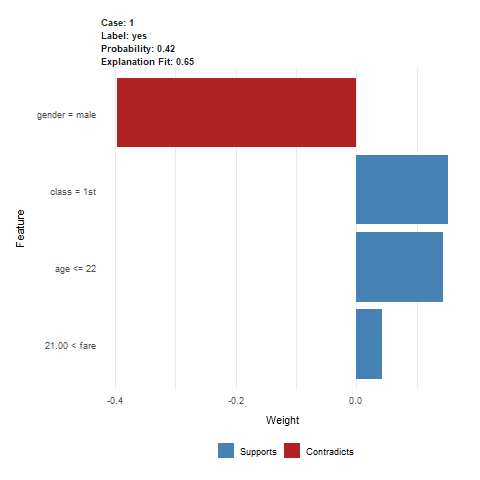 Case: 1
Label: yes
Probability: 0.42
Explanation Fit: 0.65
gender = male
class = 1st
age <= 22
21.00 < fare
Feature
-0.4
-0.2
0.0
Weight
Supports
Contradicts